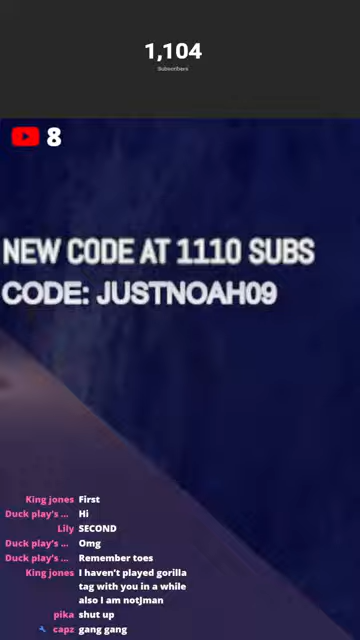 1,104
Subscribers
8
NEW CODE AT 1110 SUBS
CODE: JUSTNOAH09
King jones First
Duck play's ... Hi
Lily SECOND
Duck play's ... Omg
Duck play's ... Remember toes
King jones I haven't played gorilla
tag with you in a while
also I am notJman
pika shut up
capz gang gang